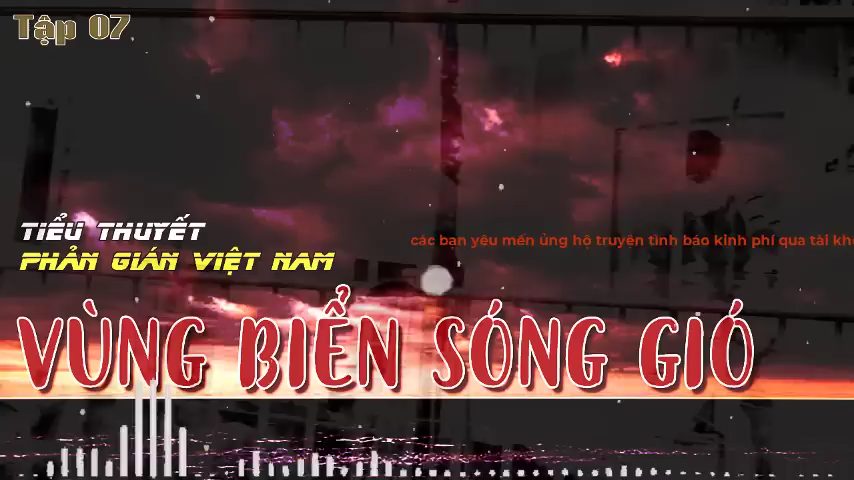 Tập 07
TIỂU THUYẾT
PHẢN GIÁN VIỆT NAM
các bạn yêu mến ủng hộ truyện tình báo kinh phí qua tài
VÙNG BIỂN SÓNG GIÓ